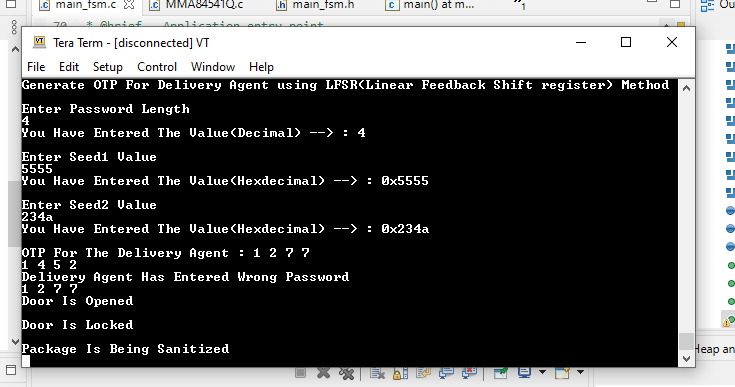 main_fsm.c
MMA84541Q.c
main_fsm.h
main() at m...
»1
Ou
70 * @brief Application entry point
VT Tera Term - [disconnected] VT
File Edit Setup Control Window Help
Generate OTP For Delivery Agent using LFSR(Linear Feedback Shift register) Method
Enter Password Length
4
You Have Entered The Value(Decimal) --> : 4
Enter Seed1 Value
5555
You Have Entered The Value(Hexdecimal) --> : 0x5555
Enter Seed2 Value
234a
You Have Entered The Value(Hexdecimal) --> : 0x234a
OTP For The Delivery Agent : 1 2 7 7
1 4 5 2
Delivery Agent Has Entered Wrong Password
1 2 7 7
Door Is Opened
Door Is Locked
Package Is Being Sanitized
Heap an